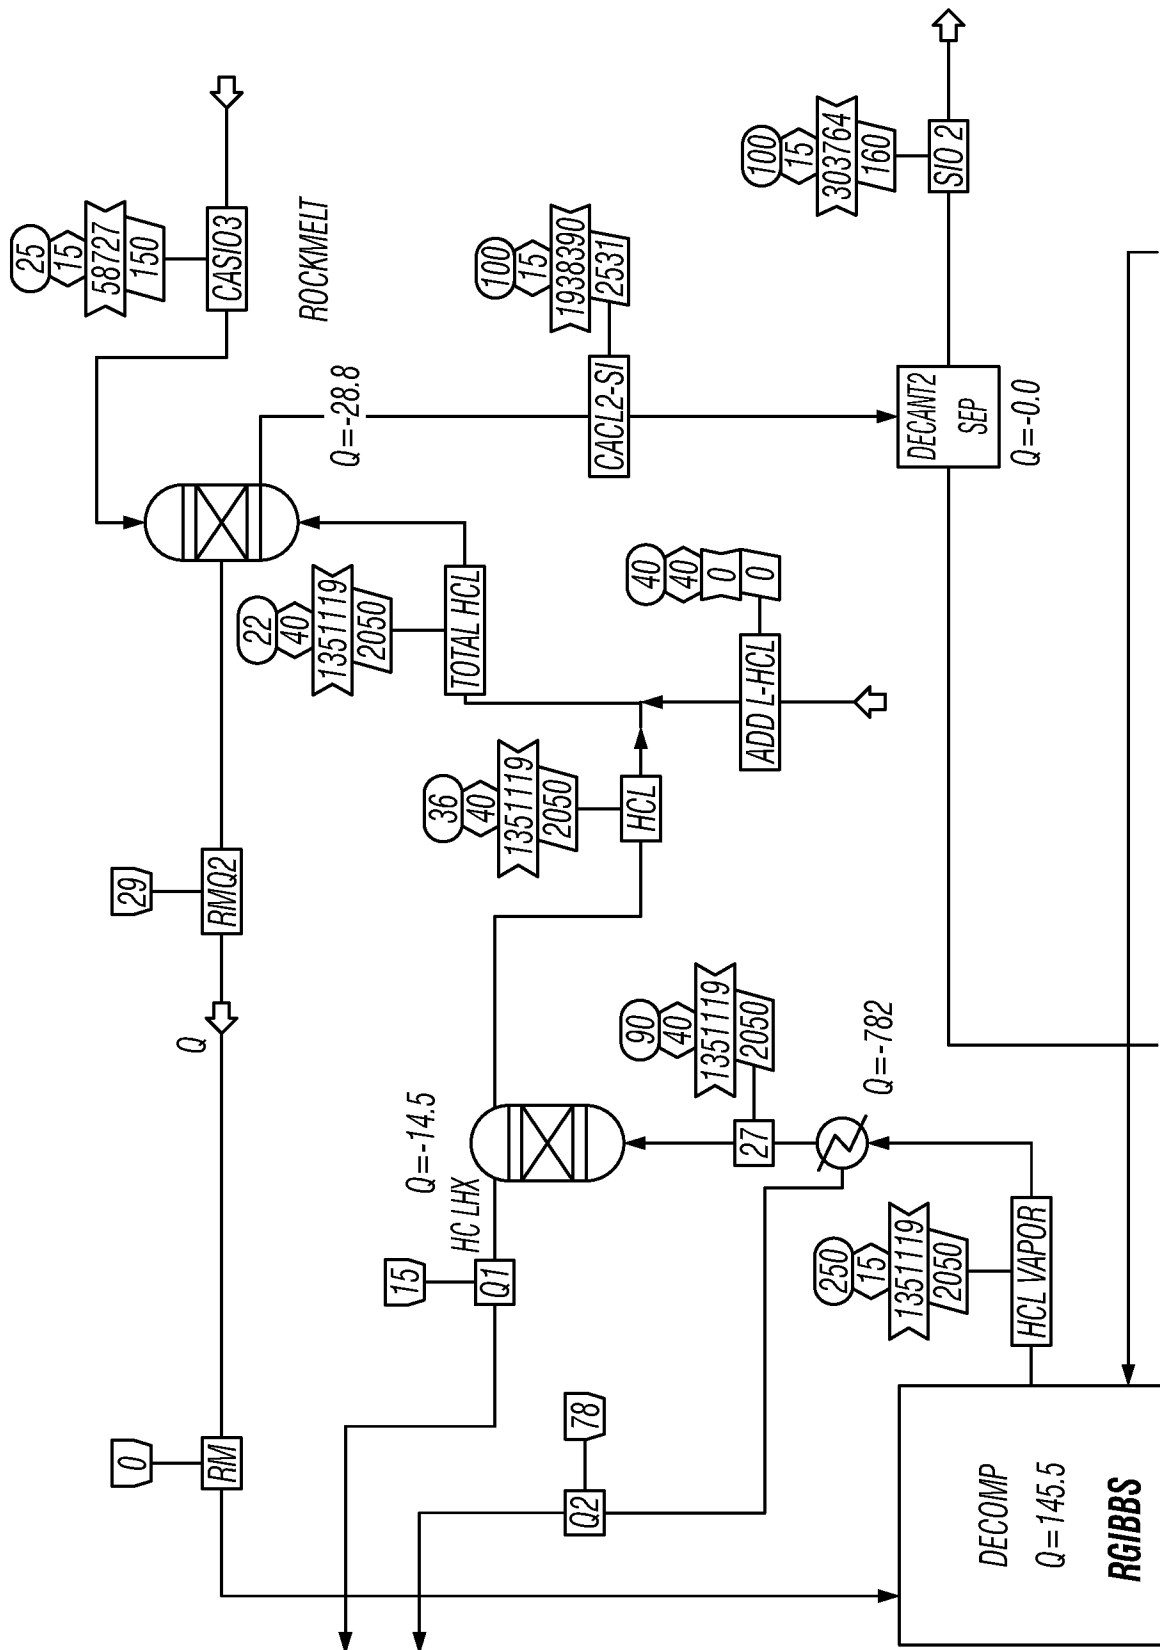 25
15
58727
150
CASIO3
ROCKMELT
Q=-28.8
100
15
1938390
2531
CACL2-SI
100
15
303764
160
SIO 2
DECANT2
SEP
Q=-0.0
22
40
1351119
2050
TOTAL HCL
40
40
0
0
ADD L-HCL
36
40
1351119
2050
HCL
29
RMQ2
Q
90
40
1351119
2050
27
Q=-782
Q=-14.5
HC LHX
15
Q1
250
15
1351119
2050
HCL VAPOR
78
Q2
0
RM
DECOMP
Q=145.5
RGIBBS